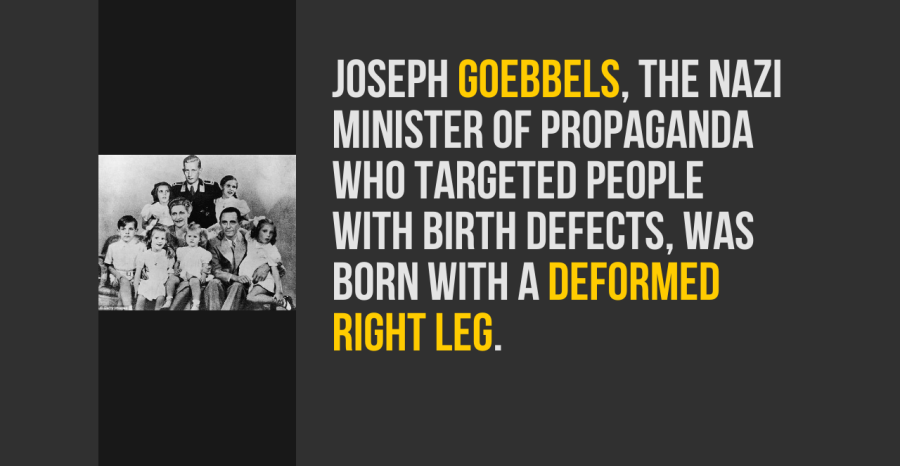 JOSEPH GOEBBELS, THE NAZI
MINISTER OF PROPAGANDA
WHO TARGETED PEOPLE
WITH BIRTH DEFECTS, WAS
BORN WITH A DEFORMED
RIGHT LEG.